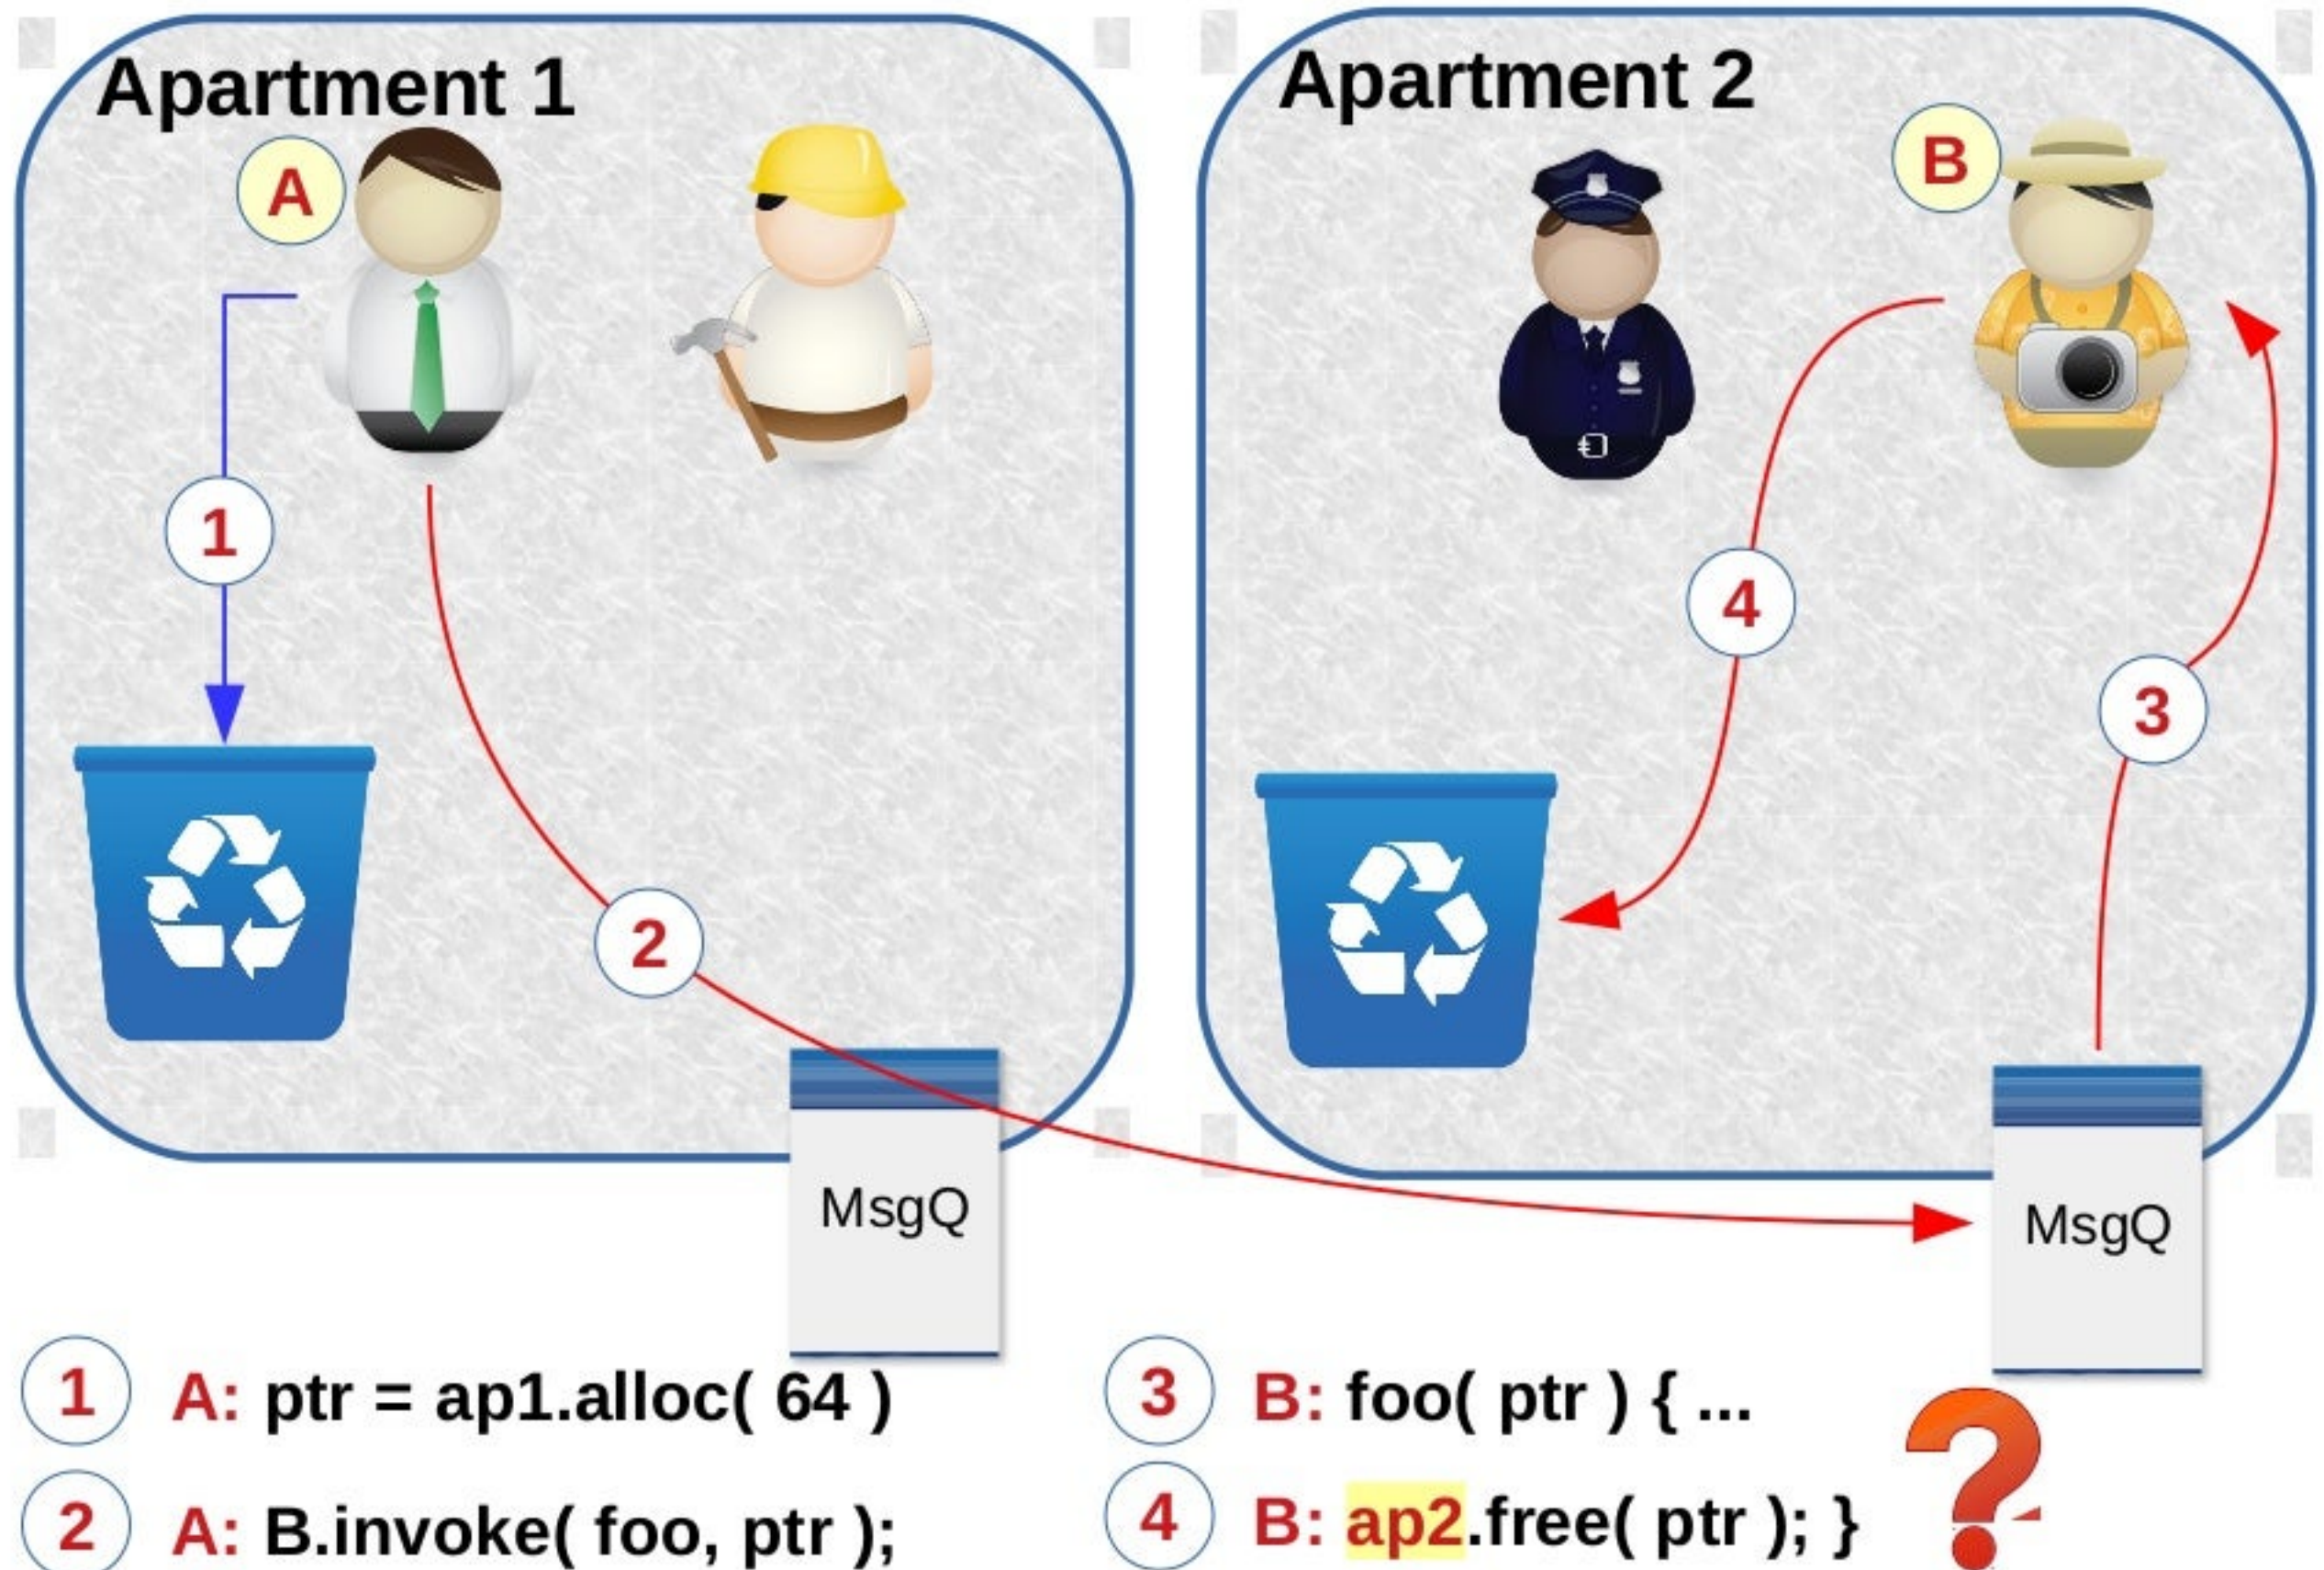 Apartment 1
Apartment 2
A
B
1
4
3
2
MsgQ
MsgQ
1 A: ptr = ap1.alloc( 64 )
2 A: B.invoke( foo, ptr );
3 B: foo( ptr ) { ...
4 B: ap2.free( ptr ); }
?